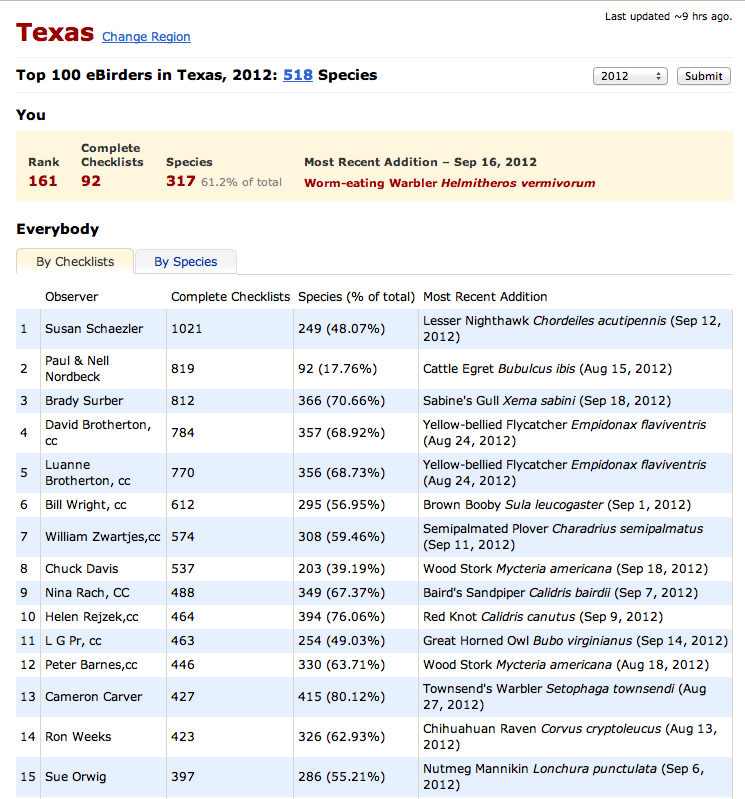 Last updated ~9 hrs ago.
Texas Change Region
Top 100 eBirders in Texas, 2012: 518 Species 2012 Submit
You
Complete
Rank Checklists Species Most Recent Addition – Sep 16, 2012
161 92 317 61.2% of total Worm-eating Warbler Helmitheros vermivorum
Everybody
By Checklists By Species
Observer Complete Checklists Species (% of total) Most Recent Addition
1 Susan Schaezler 1021 249 (48.07%) Lesser Nighthawk Chordeiles acutipennis (Sep 12,
2012)
2 Paul & Nell
Nordbeck 819 92 (17.76%) Cattle Egret Bubulcus ibis (Aug 15, 2012)
3 Brady Surber 812 366 (70.66%) Sabine's Gull Xema sabini (Sep 18, 2012)
4 David Brotherton,
cc 784 357 (68.92%) Yellow-bellied Flycatcher Empidonax flaviventris
(Aug 24, 2012)
5 Luanne
Brotherton, cc 770 356 (68.73%) Yellow-bellied Flycatcher Empidonax flaviventris
(Aug 24, 2012)
6 Bill Wright, cc 612 295 (56.95%) Brown Booby Sula leucogaster (Sep 1, 2012)
7 William Zwartjes,cc 574 308 (59.46%) Semipalmated Plover Charadrius semipalmatus
(Sep 11, 2012)
8 Chuck Davis 537 203 (39.19%) Wood Stork Mycteria americana (Sep 18, 2012)
9 Nina Rach, CC 488 349 (67.37%) Baird's Sandpiper Calidris bairdii (Sep 7, 2012)
10 Helen Rejzek,cc 464 394 (76.06%) Red Knot Calidris canutus (Sep 9, 2012)
11 L G Pr, cc 463 254 (49.03%) Great Horned Owl Bubo virginianus (Sep 14, 2012)
12 Peter Barnes,cc 446 330 (63.71%) Wood Stork Mycteria americana (Aug 18, 2012)
13 Cameron Carver 427 415 (80.12%) Townsend's Warbler Setophaga townsendi (Aug
27, 2012)
14 Ron Weeks 423 326 (62.93%) Chihuahuan Raven Corvus cryptoleucus (Aug 13,
2012)
15 Sue Orwig 397 286 (55.21%) Nutmeg Mannikin Lonchura punctulata (Sep 6,
2012)